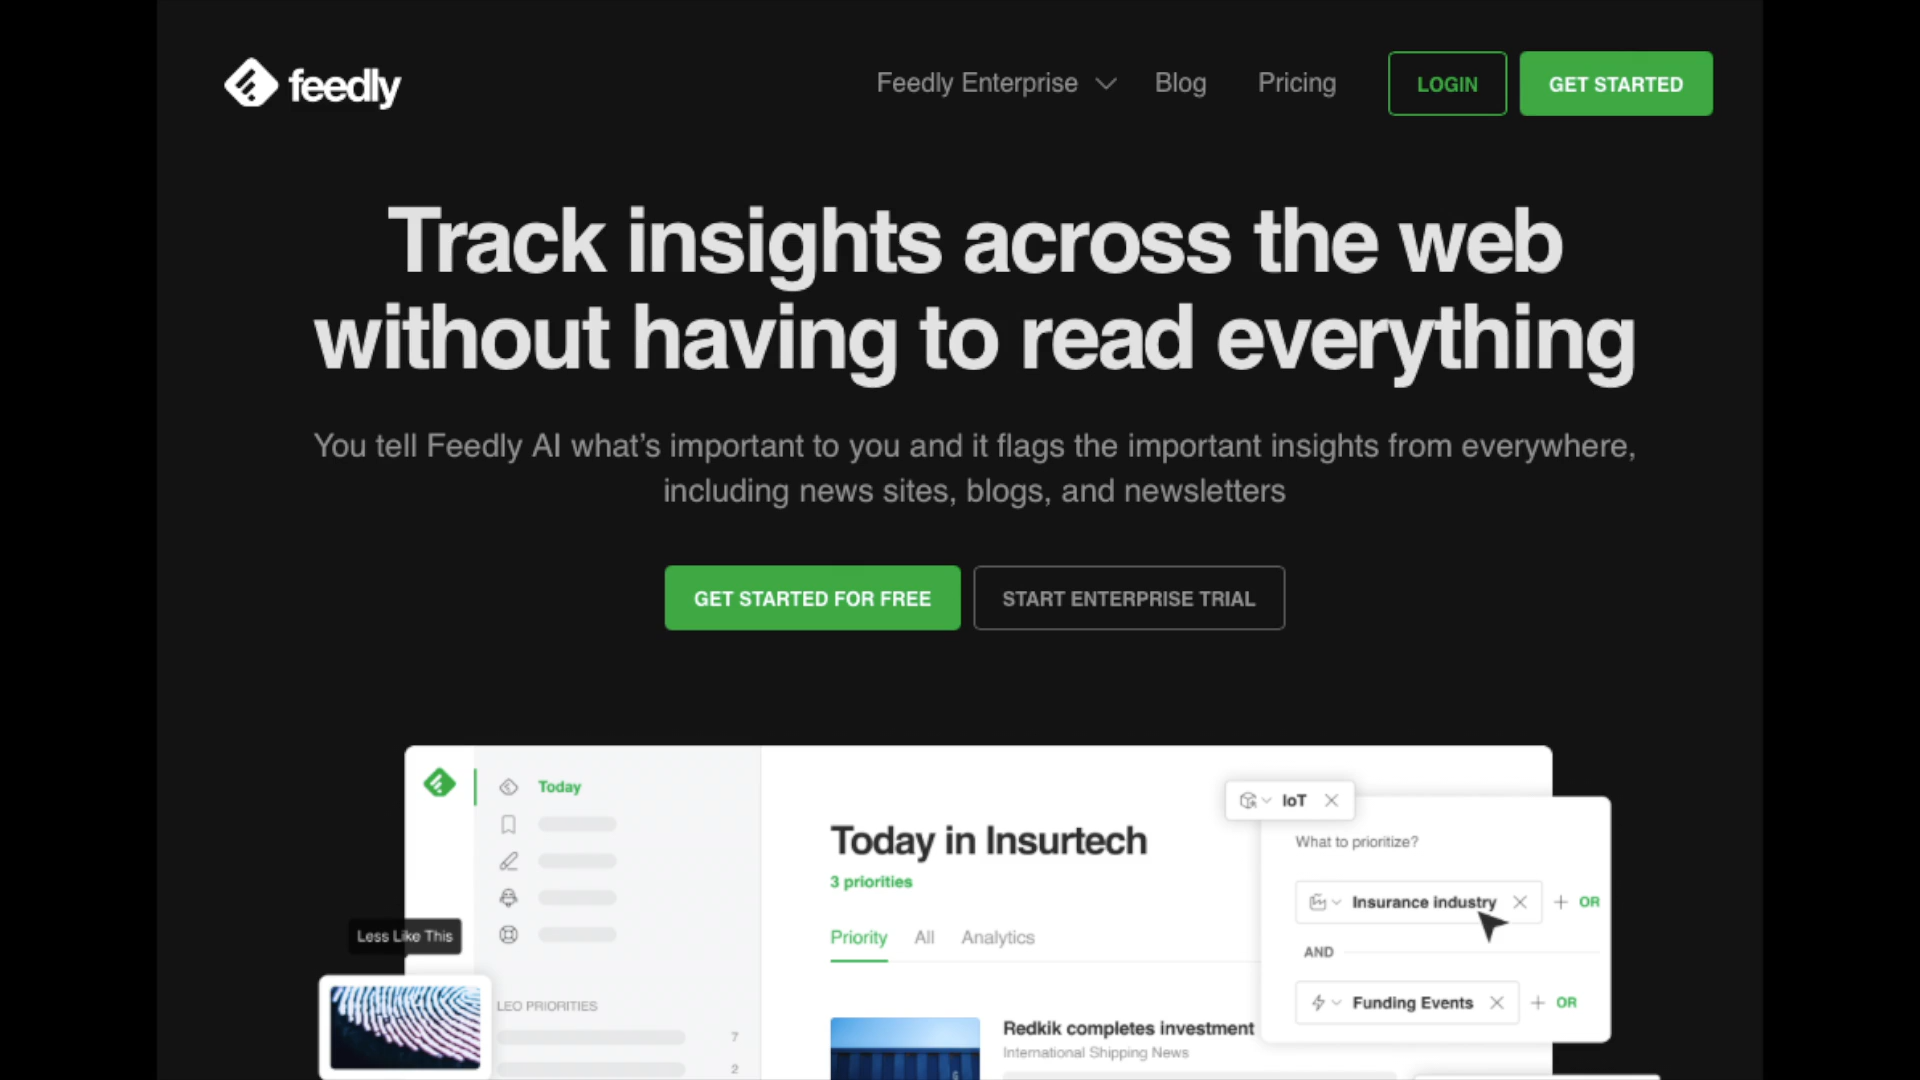 feedly
Feedly Enterprise
Blog
Pricing
LOGIN
GET STARTED
Track insights across the web
without having to read everything
You tell Feedly AI what’s important to you and it flags the important insights from everywhere,
including news sites, blogs, and newsletters
GET STARTED FOR FREE
START ENTERPRISE TRIAL
Today
Less Like This
LEO PRIORITIES
7
2
Today in Insurtech
3 priorities
Priority
All
Analytics
Redkik completes investment
International Shipping News
IoT
What to prioritize?
Insurance industry
OR
AND
Funding Events
OR